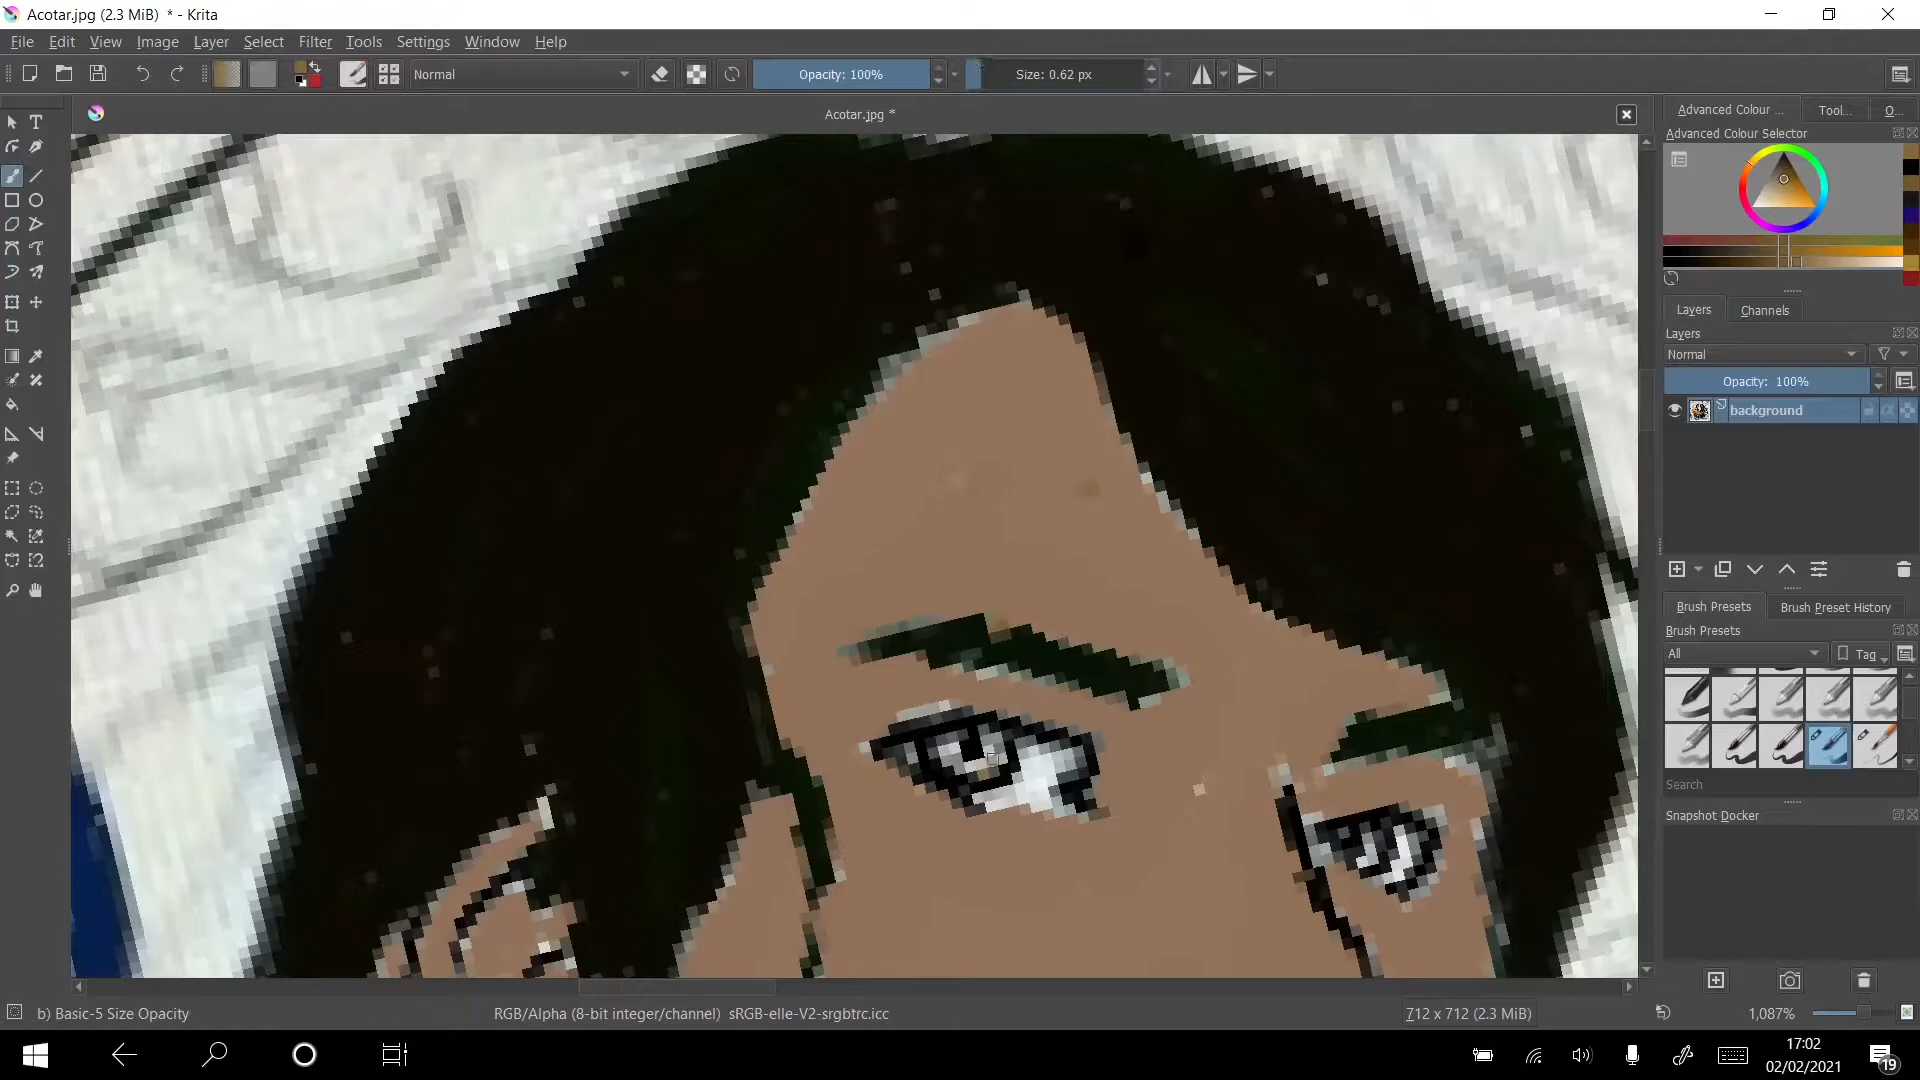 Acotar.jpg (2.3 MiB)  * - Krita
File Edit View Image Layer Select Filter Tools Settings Window Help
Normal
Opacity: 100%
Size: 0.62 px
Acotar.jpg *
Advanced Colour ...
Tool...
O...
Advanced Colour Selector
Layers
Channels
Layers
Normal
Opacity:  100%
background
Brush Presets
Brush Preset History
Brush Presets
All
Tag
Search
Snapshot Docker
b) Basic-5 Size Opacity
RGB/Alpha (8-bit integer/channel)  sRGB-elle-V2-srgbtrc.icc
712 x 712 (2.3 MiB)
1,087%
17:02
02/02/2021
19